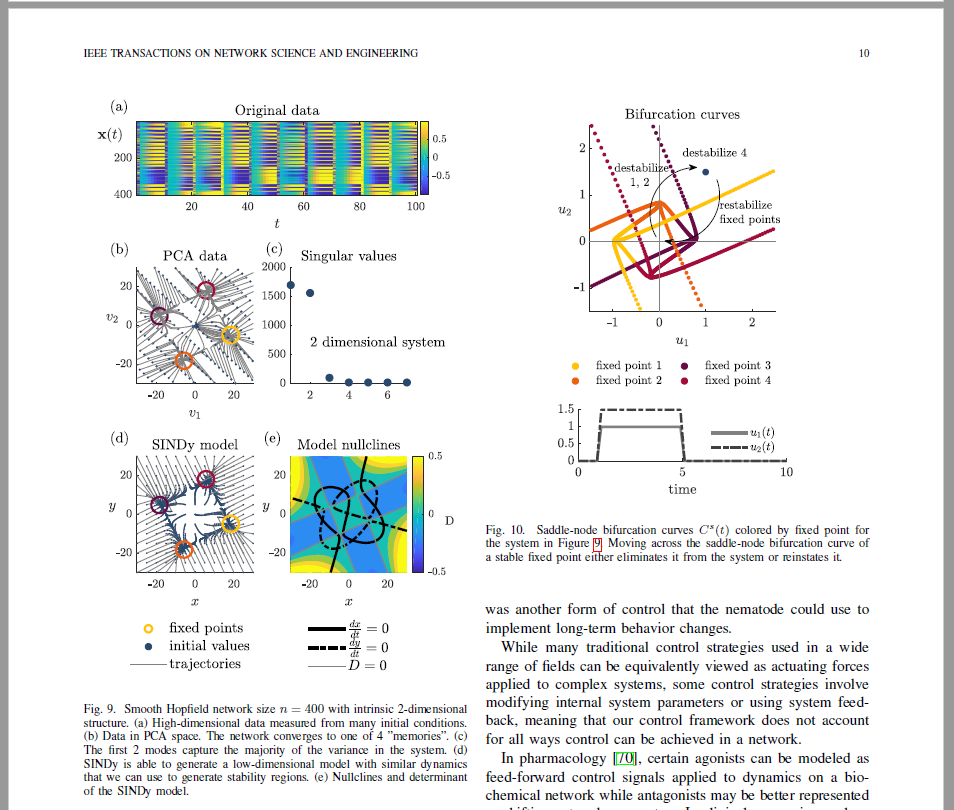 IEEE TRANSACTIONS ON NETWORK SCIENCE AND ENGINEERING
10
(a)
Original data
x(t)
200
400
0.5
0
−0.5
20
40
60
80
100
t
(b)
PCA data
20
v2
0
-20
-20
0
20
v1
(c)
Singular values
2000
1500
1000
500
0
2 dimensional system
2
4
6
(d)
SINDy model
20
y
0
-20
-20
0
20
x
(e)
Model nullclines
20
y
0
-20
-20
0
20
x
0.5
0
D
-0.5
fixed points
initial values
trajectories
dx/dt = 0
dy/dt = 0
D = 0
Fig. 9. Smooth Hopfield network size n = 400 with intrinsic 2-dimensional
structure. (a) High-dimensional data measured from many initial conditions.
(b) Data in PCA space. The network converges to one of 4 ”memories”. (c)
The first 2 modes capture the majority of the variance in the system. (d)
SINDy is able to generate a low-dimensional model with similar dynamics
that we can use to generate stability regions. (e) Nullclines and determinant
of the SINDy model.
Bifurcation curves
2
1
u2
0
−1
destabilize
1, 2
destabilize 4
restabilize
fixed points
−1
0
1
2
u1
fixed point 1
fixed point 3
fixed point 2
fixed point 4
1.5
1
0.5
0
u1(t)
u2(t)
0
5
10
time
Fig. 10. Saddle-node bifurcation curves C^s(t) colored by fixed point for
the system in Figure 9. Moving across the saddle-node bifurcation curve of
a stable fixed point either eliminates it from the system or reinstates it.
was another form of control that the nematode could use to
implement long-term behavior changes.
While many traditional control strategies used in a wide
range of fields can be equivalently viewed as actuating forces
applied to complex systems, some control strategies involve
modifying internal system parameters or using system feed-
back, meaning that our control framework does not account
for all ways control can be achieved in a network.
In pharmacology [70], certain agonists can be modeled as
feed-forward control signals applied to dynamics on a bio-
chemical network while antagonists may be better represented